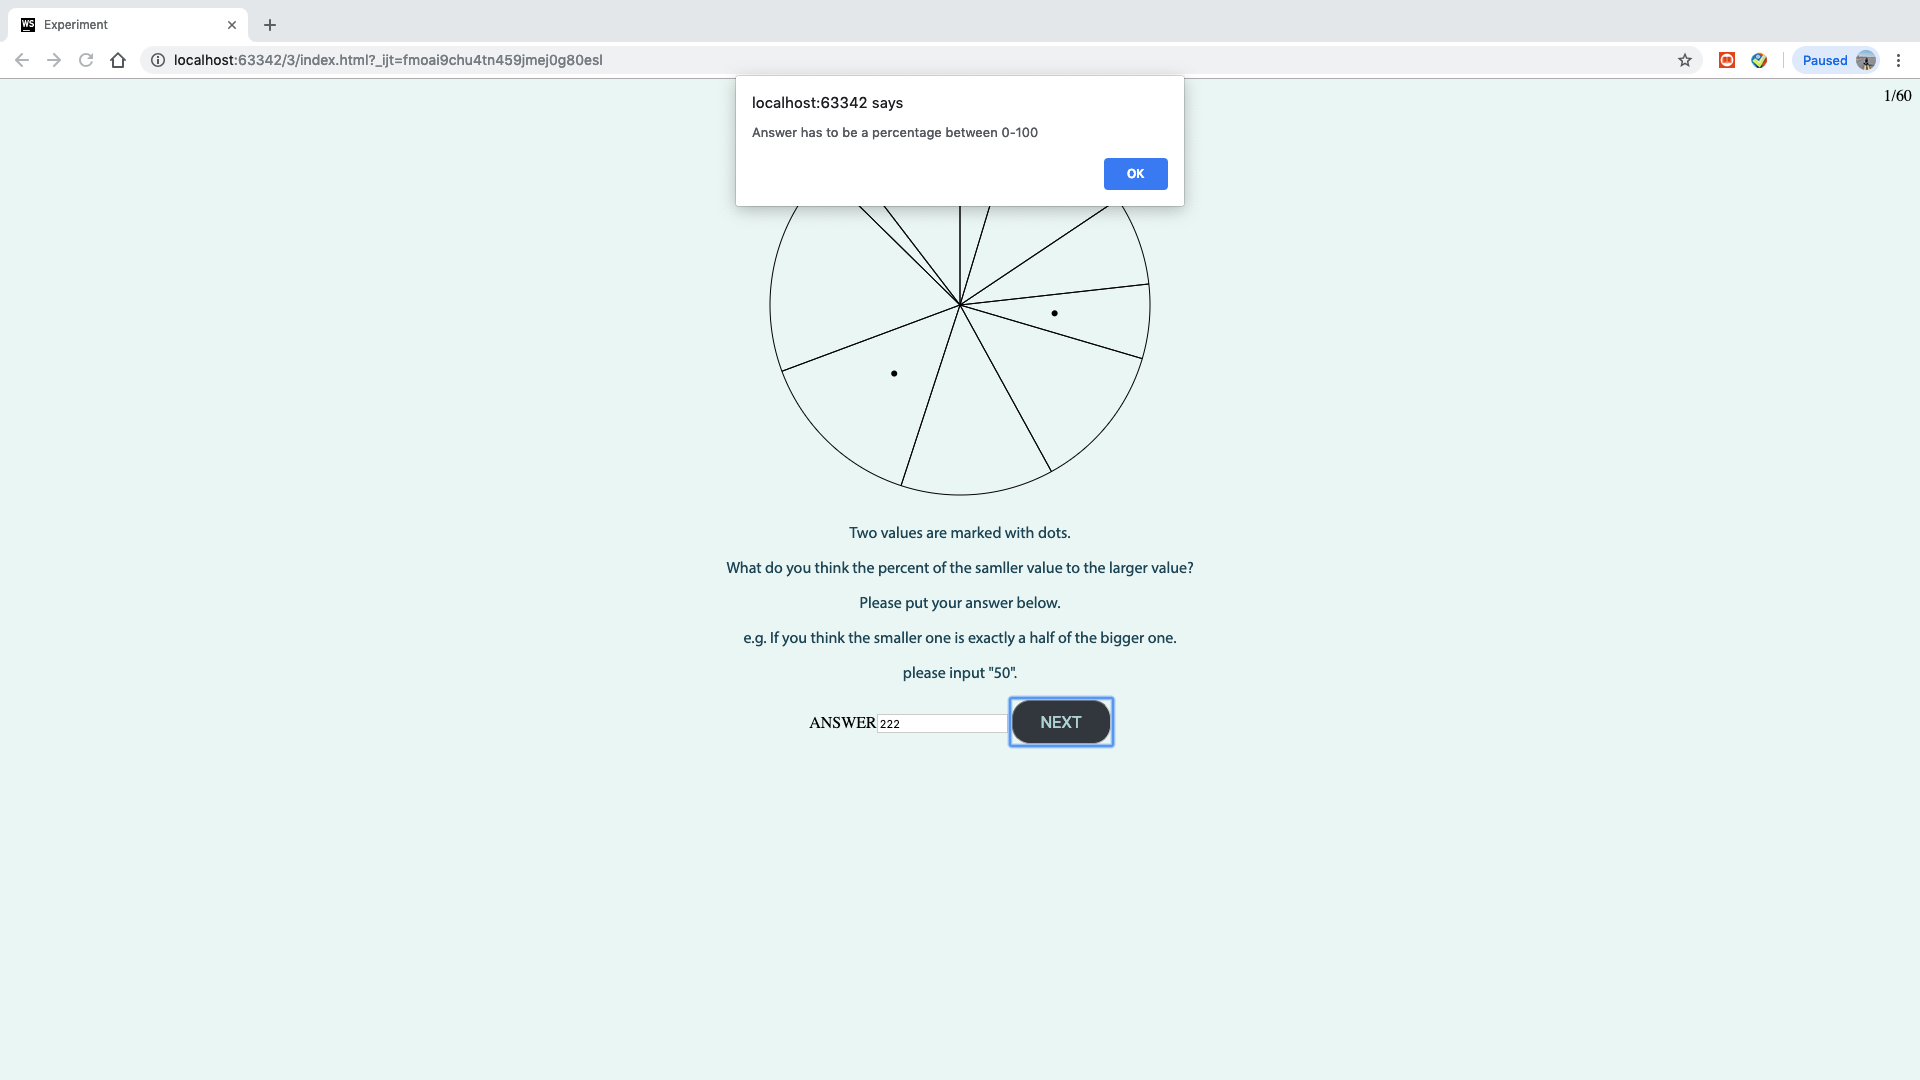 WS Experiment
localhost:63342/3/index.html?_ijt=fmoai9chu4tn459jmej0g80esl
Paused
1/60
localhost:63342 says
Answer has to be a percentage between 0-100
OK
Two values are marked with dots.
What do you think the percent of the samller value to the larger value?
Please put your answer below.
e.g. If you think the smaller one is exactly a half of the bigger one.
please input "50".
ANSWER 222 NEXT